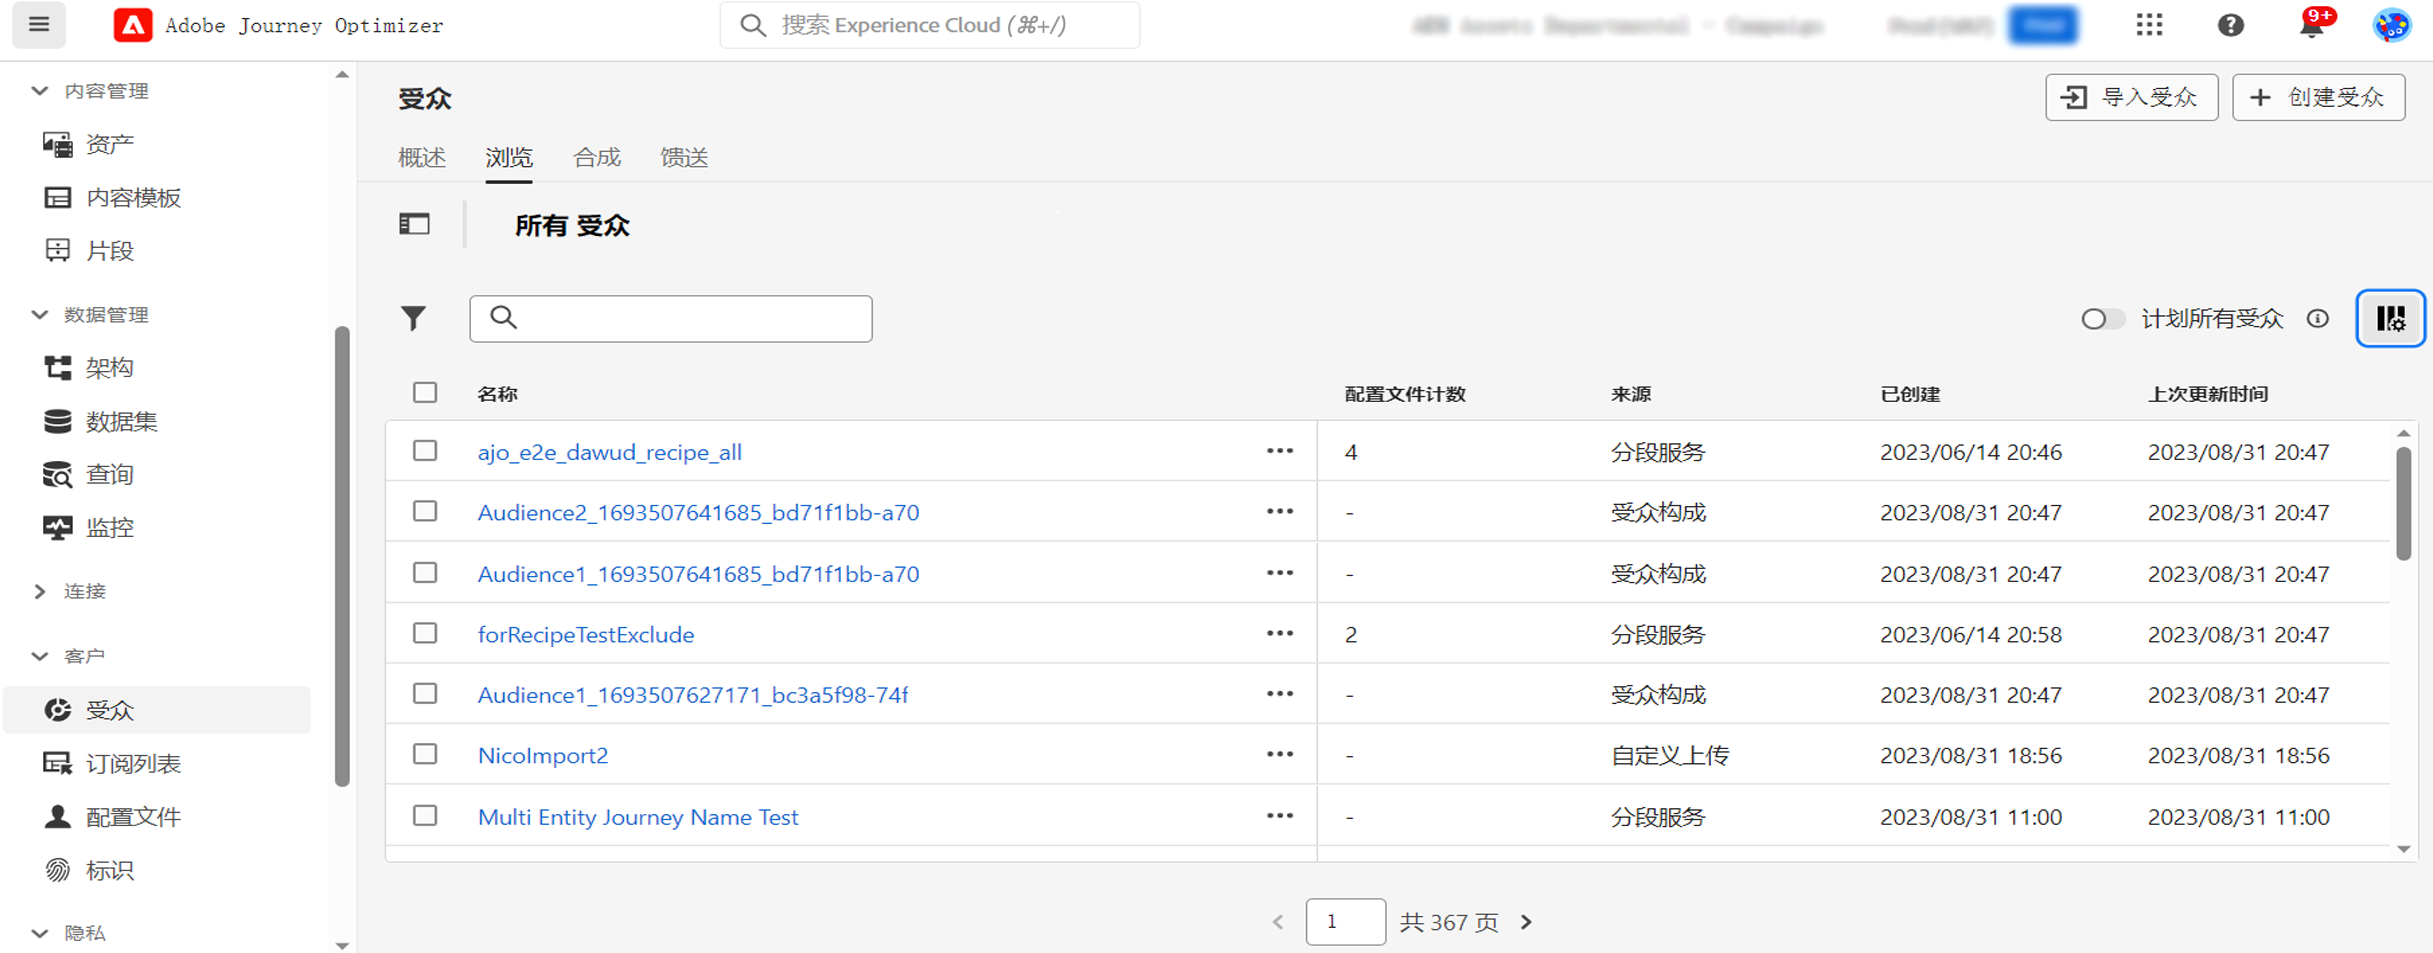 Adobe Journey Optimizer
搜索 Experience Cloud (⌘+/)
9+
内容管理
资产
内容模板
片段
数据管理
架构
数据集
查询
监控
连接
客户
受众
订阅列表
配置文件
标识
隐私
受众
导入受众
创建受众
概述 浏览 合成 馈送
所有 受众
计划所有受众
名称 配置文件计数 来源 已创建 上次更新时间
ajo_e2e_dawud_recipe_all ••• 4 分段服务 2023/06/14 20:46 2023/08/31 20:47
Audience2_1693507641685_bd71f1bb-a70 ••• - 受众构成 2023/08/31 20:47 2023/08/31 20:47
Audience1_1693507641685_bd71f1bb-a70 ••• - 受众构成 2023/08/31 20:47 2023/08/31 20:47
forRecipeTestExclude ••• 2 分段服务 2023/06/14 20:58 2023/08/31 20:47
Audience1_1693507627171_bc3a5f98-74f ••• - 受众构成 2023/08/31 20:47 2023/08/31 20:47
NicoImport2 ••• - 自定义上传 2023/08/31 18:56 2023/08/31 18:56
Multi Entity Journey Name Test ••• - 分段服务 2023/08/31 11:00 2023/08/31 11:00
1 共 367 页